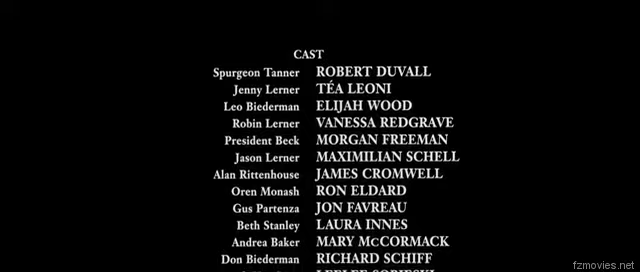 CAST
Spurgeon Tanner ROBERT DUVALL
Jenny Lerner TÉA LEONI
Leo Biederman ELIJAH WOOD
Robin Lerner VANESSA REDGRAVE
President Beck MORGAN FREEMAN
Jason Lerner MAXIMILIAN SCHELL
Alan Rittenhouse JAMES CROMWELL
Oren Monash RON ELDARD
Gus Partenza JON FAVREAU
Beth Stanley LAURA INNES
Andrea Baker MARY McCORMACK
Don Biederman RICHARD SCHIFF
fzmovies.net